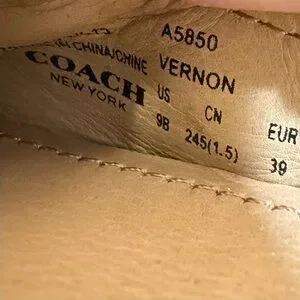 A5850
CHINA/CHINE VERNON
COACH US CN EUR
NEW YORK 9B 245(1.5) 39